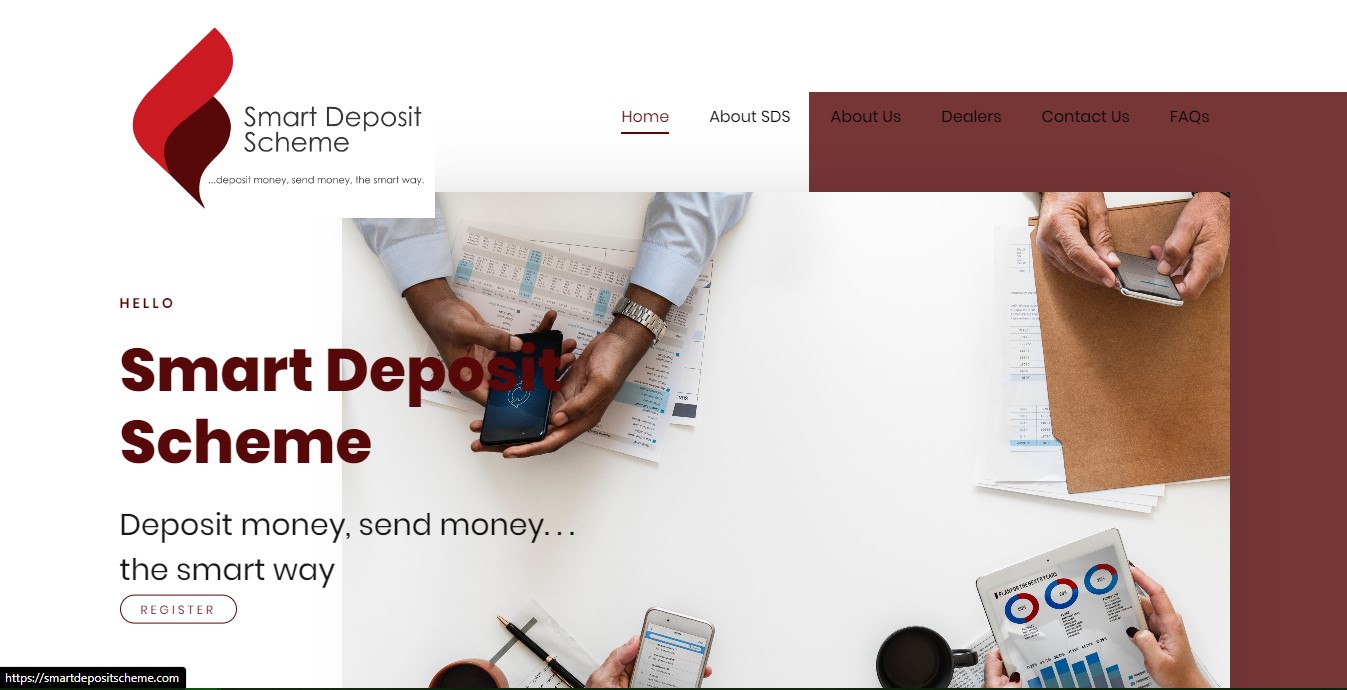 Smart Deposit
Scheme
...deposit money, send money, the smart way.
Home About SDS About Us Dealers Contact Us FAQs
HELLO
Smart Deposit
Scheme
Deposit money, send money. . .
the smart way
REGISTER
https://smartdepositscheme.com